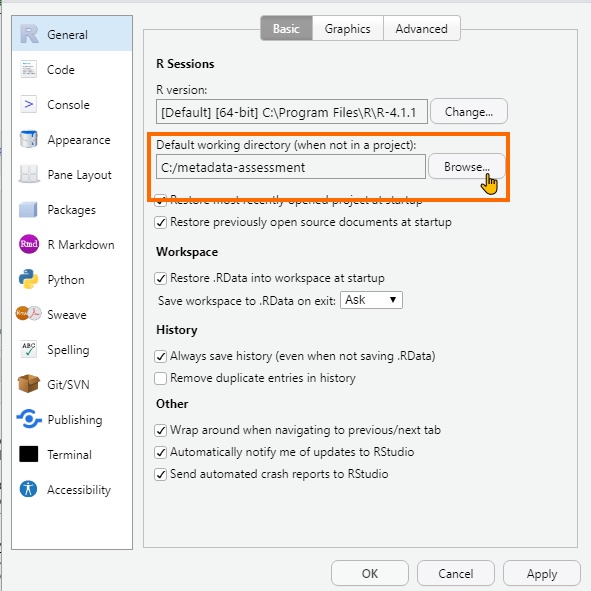 General
Code
Console
Appearance
Pane Layout
Packages
Rmd R Markdown
Python
Sweave
ABC Spelling
Git/SVN
Publishing
Terminal
Accessibility
Basic Graphics Advanced
R Sessions
R version:
[Default] [64-bit] C:\Program Files\R\R-4.1.1 Change...
Default working directory (when not in a project):
C:/metadata-assessment Browse...
Restore most recently opened project at startup
Restore previously open source documents at startup
Workspace
Restore .RData into workspace at startup
Save workspace to .RData on exit: Ask
History
Always save history (even when not saving .RData)
Remove duplicate entries in history
Other
Wrap around when navigating to previous/next tab
Automatically notify me of updates to RStudio
Send automated crash reports to RStudio
OK Cancel Apply